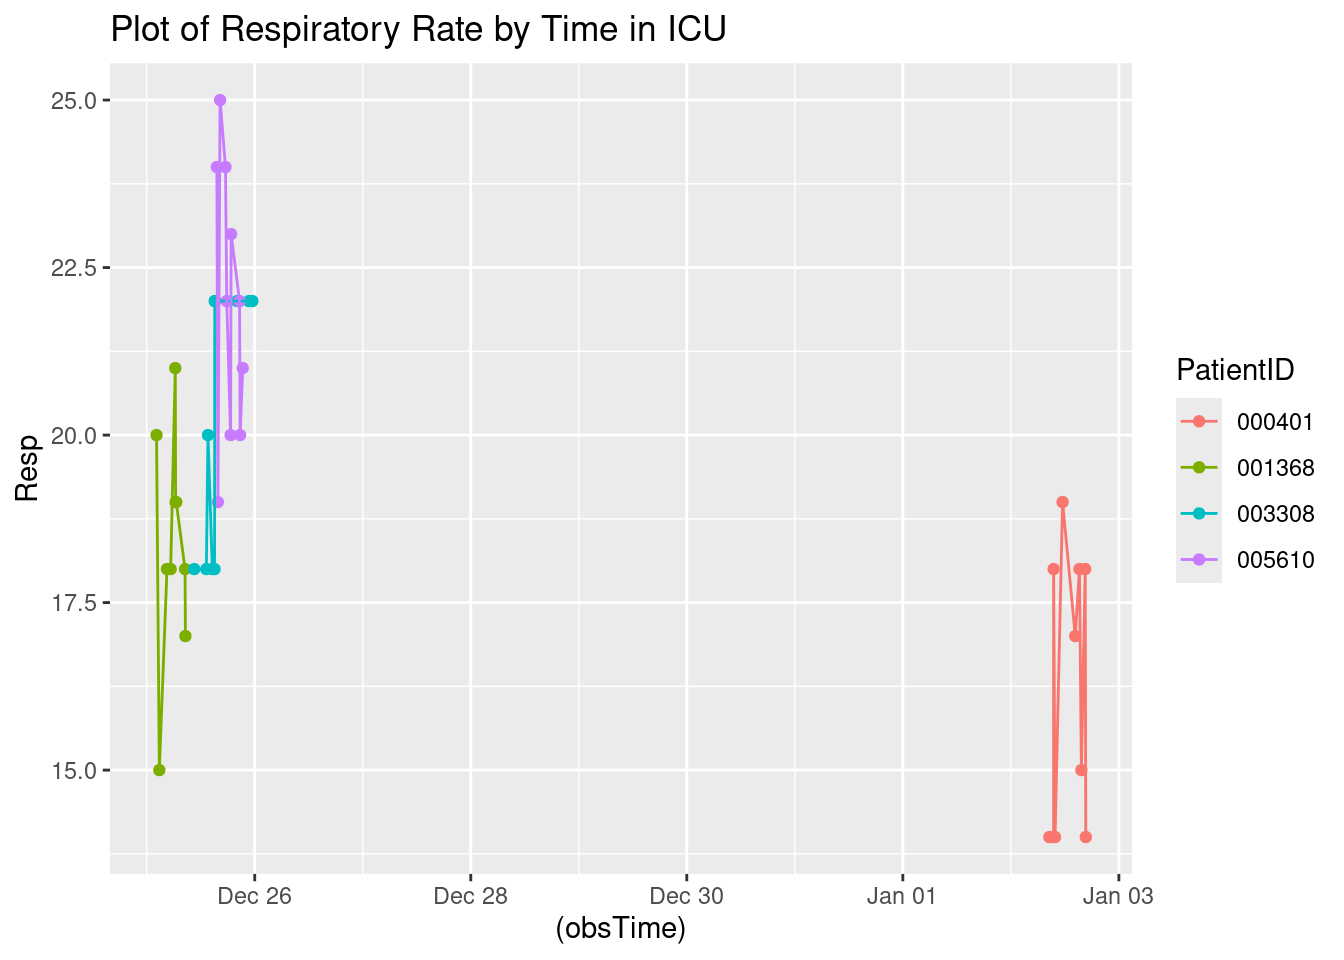 Plot of Respiratory Rate by Time in ICU
25.0
22.5
20.0
17.5
15.0
Resp
Dec 26
Dec 28
Dec 30
Jan 01
Jan 03
(obsTime)
PatientID
000401
001368
003308
005610